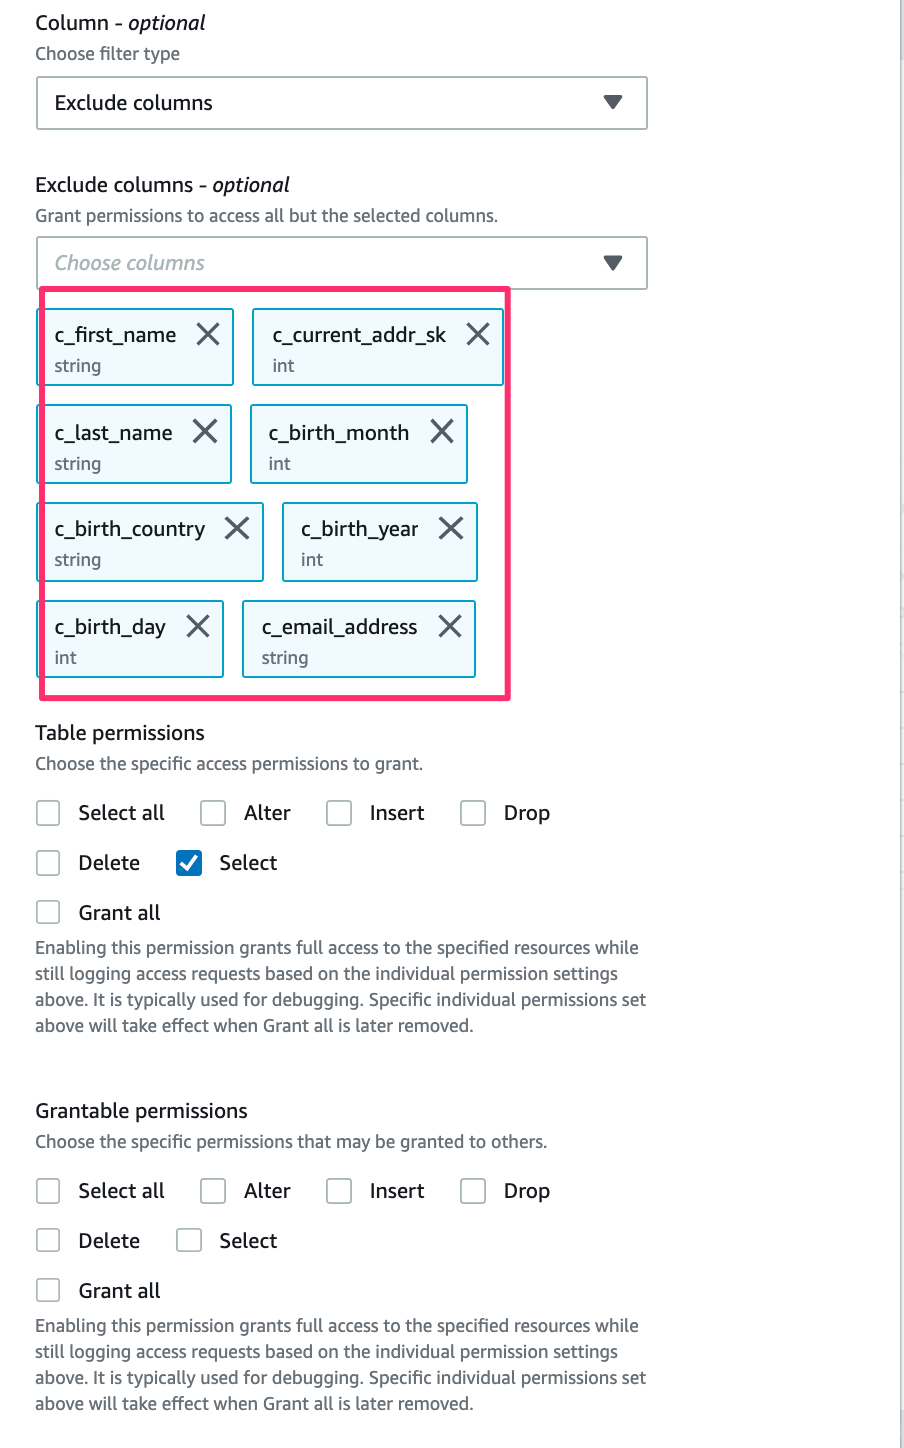 Column - optional
Choose filter type
Exclude columns
Exclude columns - optional
Grant permissions to access all but the selected columns.
Choose columns
c_first_name c_current_addr_sk
string int
c_last_name c_birth_month
string int
c_birth_country c_birth_year
string int
c_birth_day c_email_address
int string
Table permissions
Choose the specific access permissions to grant.
Select all Alter Insert Drop
Delete Select
Grant all
Enabling this permission grants full access to the specified resources while
still logging access requests based on the individual permission settings
above. It is typically used for debugging. Specific individual permissions set
above will take effect when Grant all is later removed.
Grantable permissions
Choose the specific permissions that may be granted to others.
Select all Alter Insert Drop
Delete Select
Grant all
Enabling this permission grants full access to the specified resources while
still logging access requests based on the individual permission settings
above. It is typically used for debugging. Specific individual permissions set
above will take effect when Grant all is later removed.